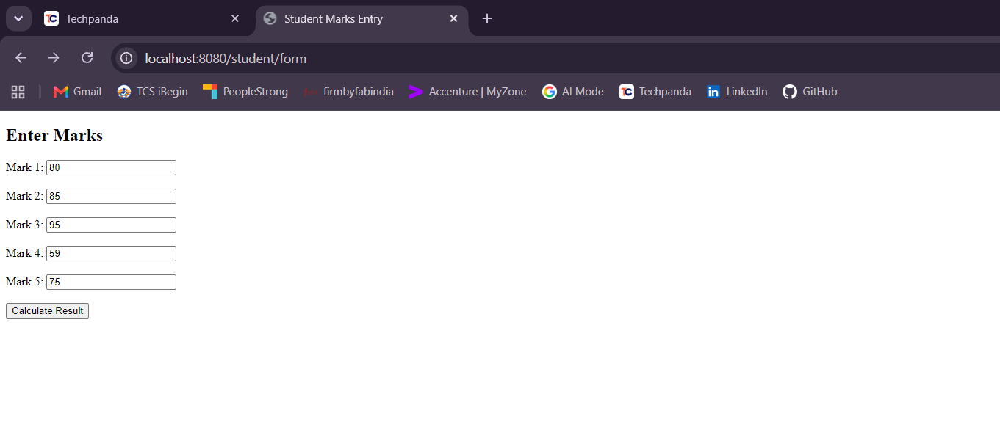 Techpanda
Student Marks Entry
localhost:8080/student/form
Gmail TCS iBegin PeopleStrong firmbyfabindia Accenture | MyZone AI Mode Techpanda LinkedIn GitHub
Enter Marks
Mark 1: 80
Mark 2: 85
Mark 3: 95
Mark 4: 59
Mark 5: 75
Calculate Result